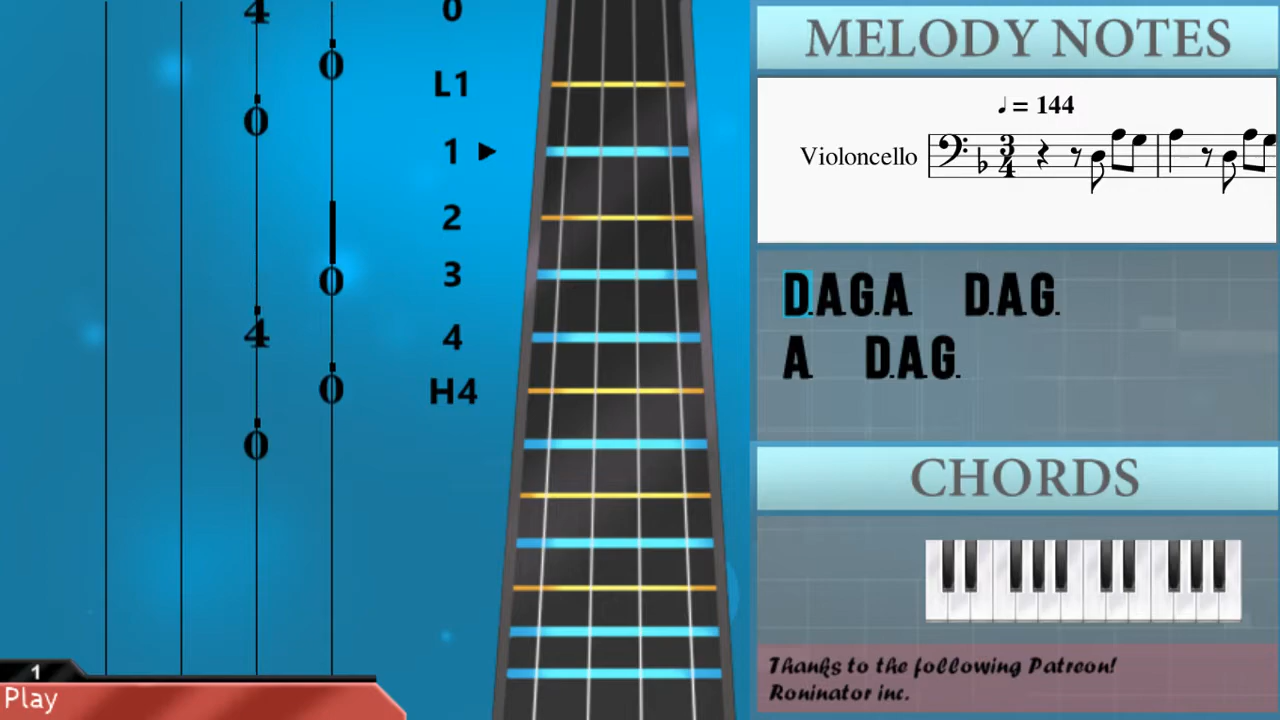 4
0
0
0
4
0
0
0
L1
1
2
3
4
H4
1
Play
MELODY NOTES
♩ = 144
Violoncello
3
4
D.A.G.A. D.A.G.
A. D.A.G.
CHORDS
Thanks to the following Patreon!
Roninator inc.